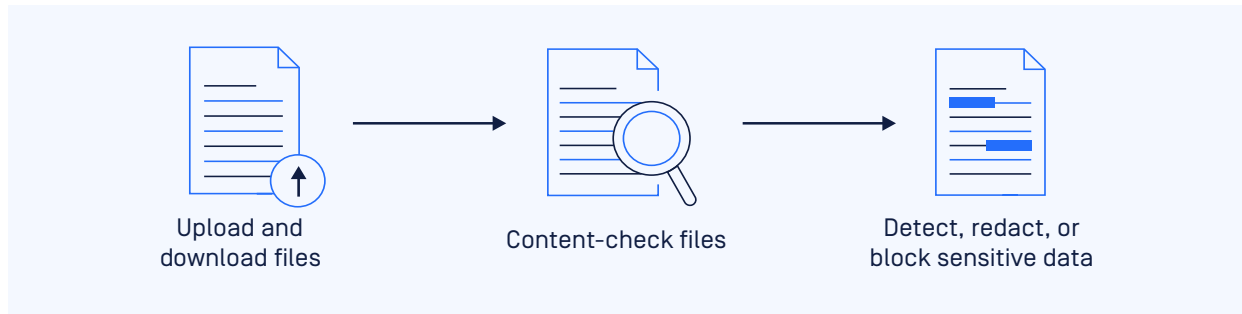 Upload and
download files
Content-check files
Detect, redact, or
block sensitive data